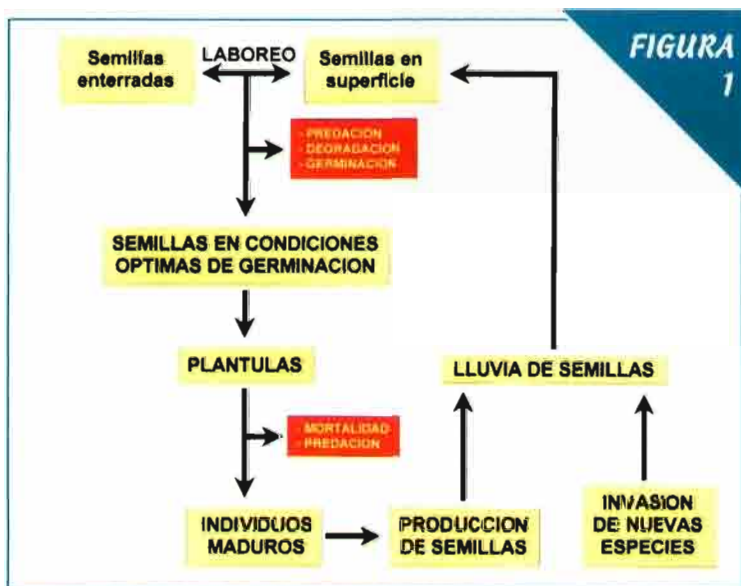 FIGURA
1
Semillas
enterradas
LABOREO
Semillas en
superficie
- PREDACION
- DEGRADACION
- GERMINACION
SEMILLAS EN CONDICIONES
OPTIMAS DE GERMINACION
PLANTULAS
LLUVIA DE SEMILLAS
- MORTALIDAD
- PREDACION
INDIVIDUOS
MADUROS
PRODUCCION
DE SEMILLAS
INVASION
DE NUEVAS
ESPECIES